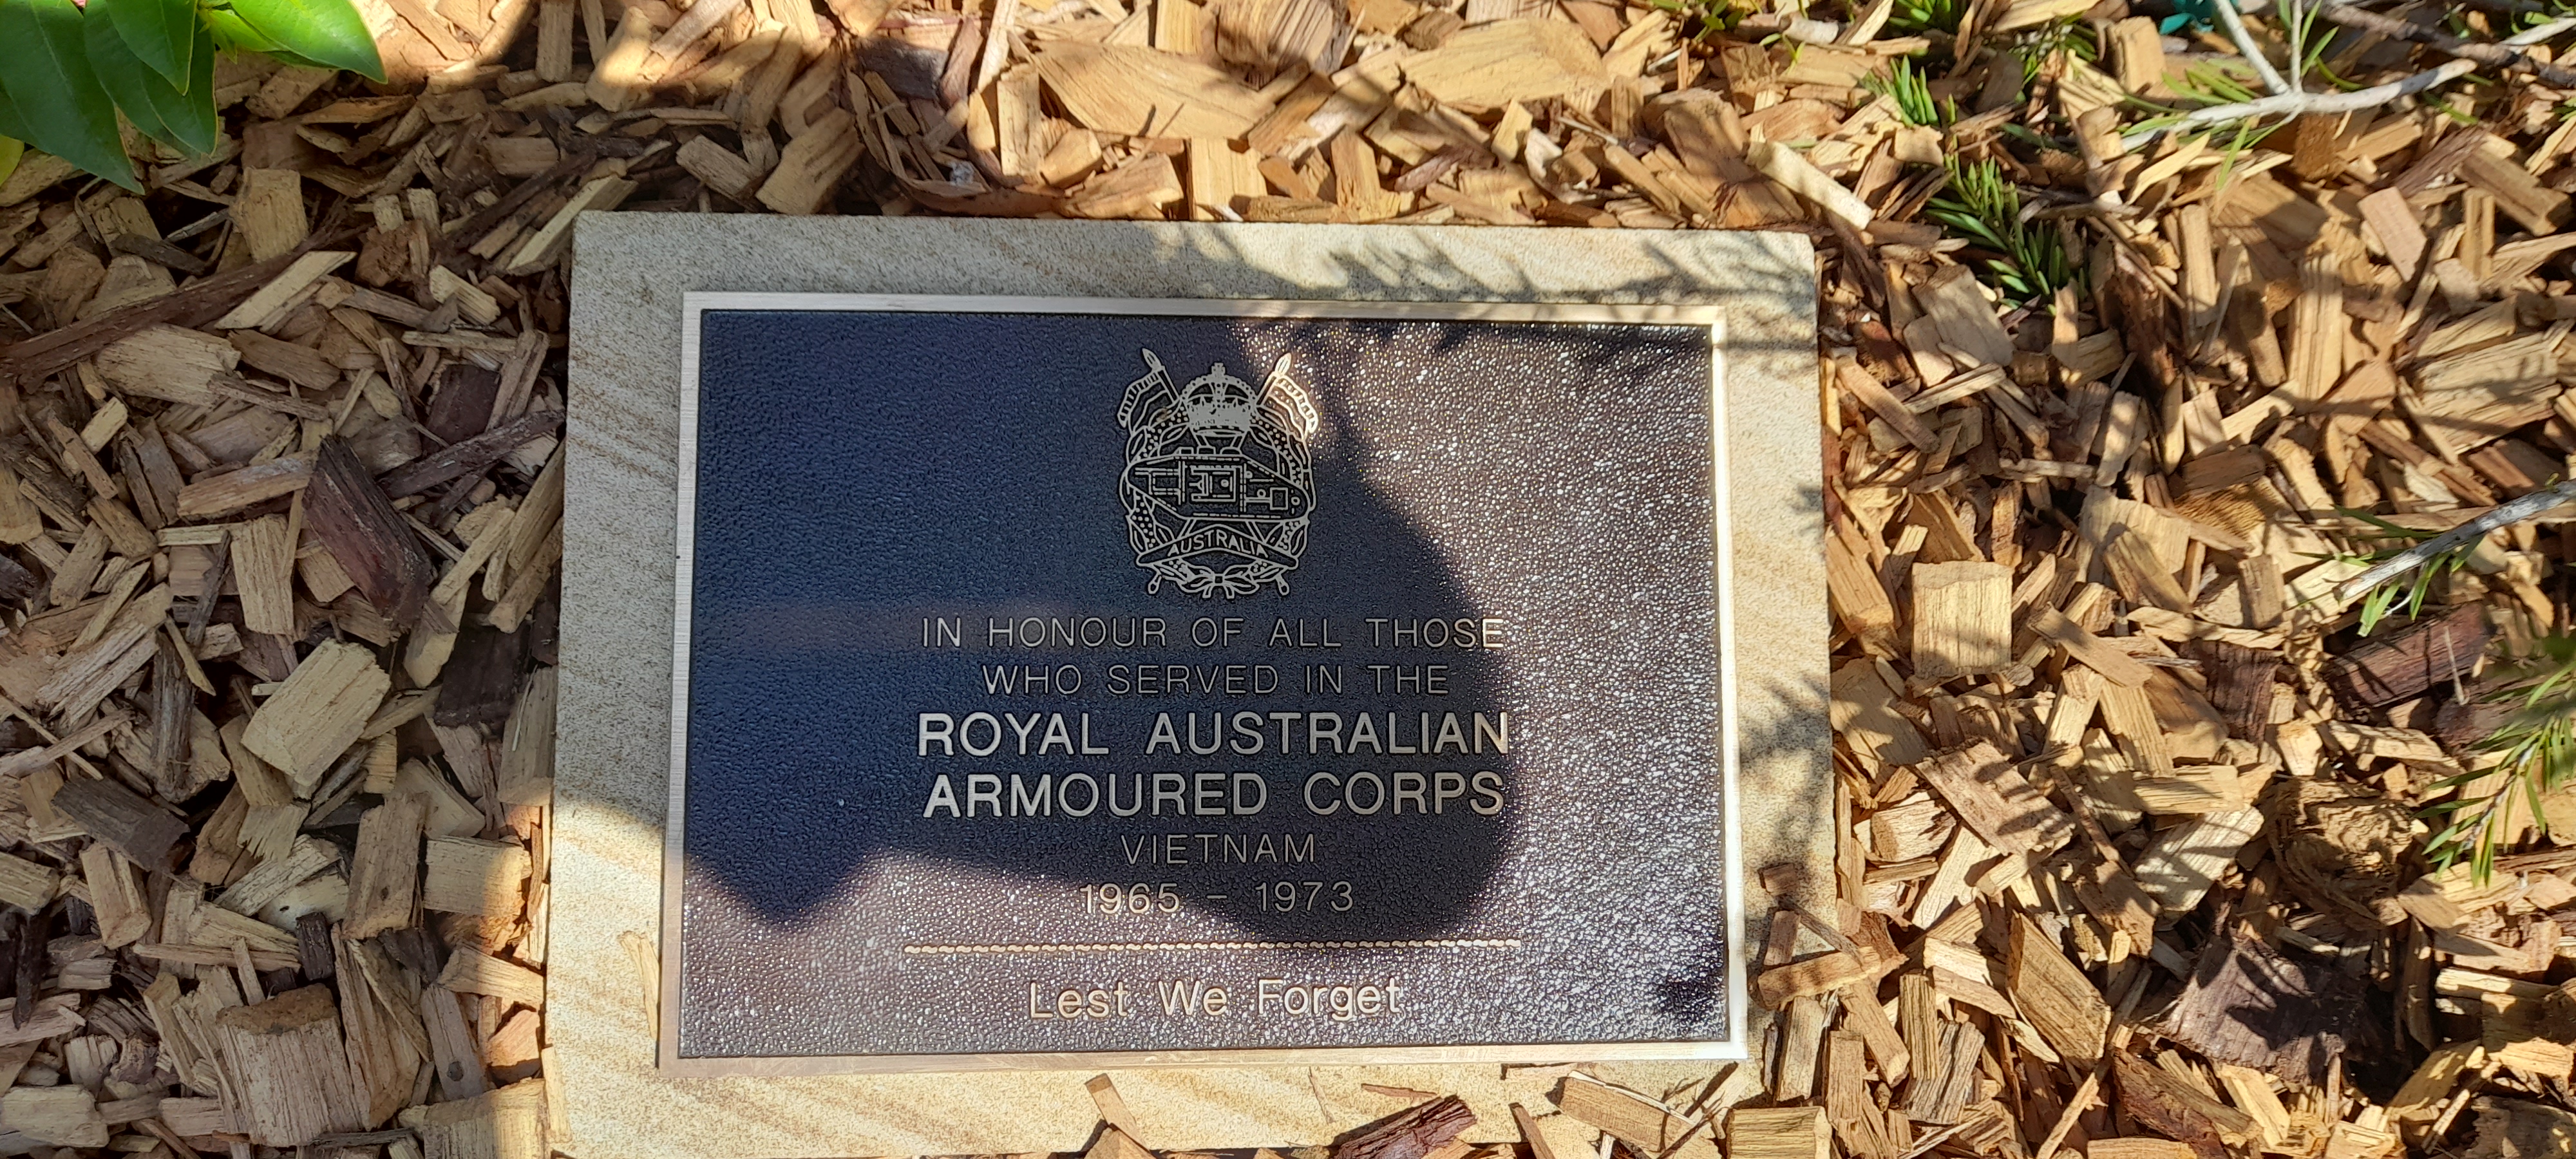 AUSTRALIA
IN HONOUR OF ALL THOSE
WHO SERVED IN THE
ROYAL AUSTRALIAN
ARMOURED CORPS
VIETNAM
1965 – 1973
Lest We Forget